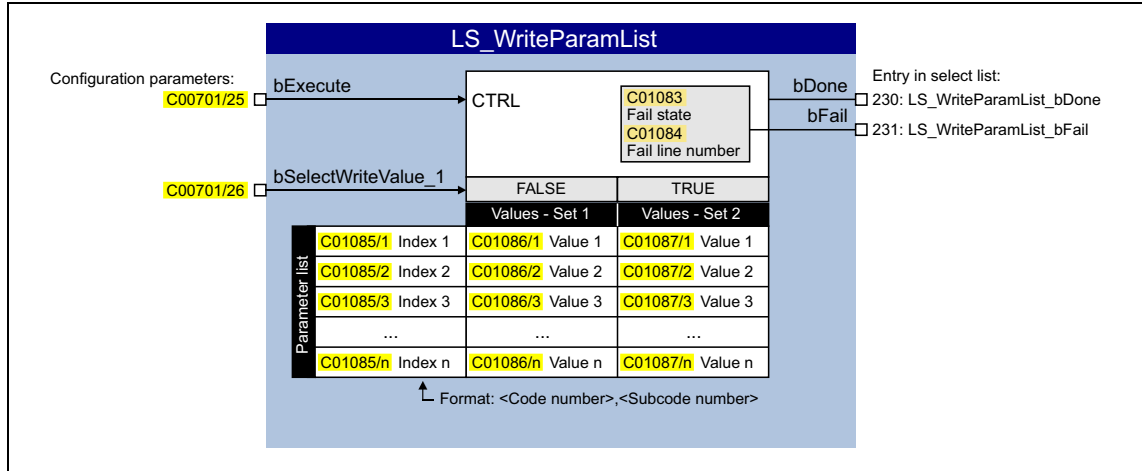 LS_WriteParamList
Configuration parameters:
C00701/25
bExecute
CTRL
C01083
Fail state
C01084
Fail line number
bDone
bFail
Entry in select list:
230: LS_WriteParamList_bDone
231: LS_WriteParamList_bFail
C00701/26
bSelectWriteValue_1
FALSE TRUE
Values - Set 1 Values - Set 2
Parameter list
C01085/1 Index 1 C01086/1 Value 1 C01087/1 Value 1
C01085/2 Index 2 C01086/2 Value 2 C01087/2 Value 2
C01085/3 Index 3 C01086/3 Value 3 C01087/3 Value 3
... ... ...
C01085/n Index n C01086/n Value n C01087/n Value n
Format: <Code number>,<Subcode number>